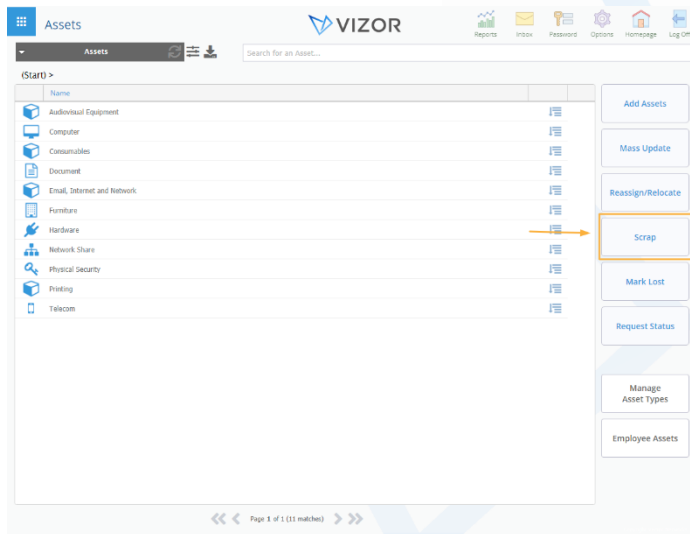 Assets
VIZOR
Reports
Inbox
Password
Options
Homepage
Log Off
Assets
Search for an Asset...
(Start) >
Name
Audiovisual Equipment
Computer
Consumables
Document
Email, Internet and Network
Furniture
Hardware
Network Share
Physical Security
Printing
Telecom
Add Assets
Mass Update
Reassign/Relocate
Scrap
Mark Lost
Request Status
Manage
Asset Types
Employee Assets
Page 1 of 1 (11 matches)